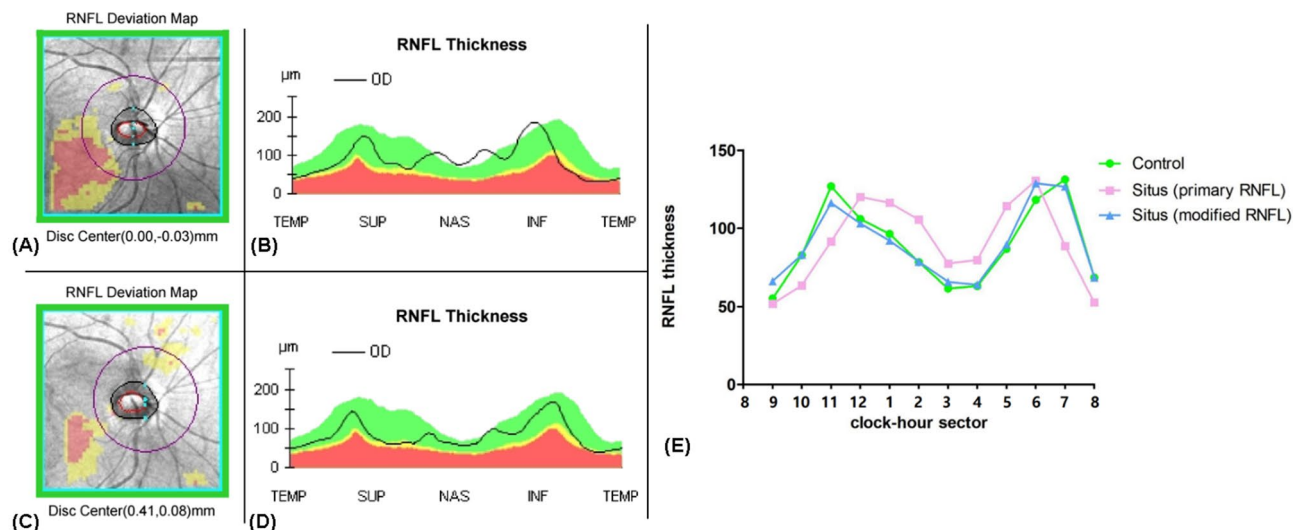 RNFL Deviation Map
(A)
Disc Center(0.00,-0.03)mm
RNFL Thickness
μm
OD
200
100
0
TEMP SUP NAS INF TEMP
(B)
RNFL Deviation Map
(C)
Disc Center(0.41,0.08)mm
RNFL Thickness
μm
OD
200
100
0
TEMP SUP NAS INF TEMP
(D)
RNFL thickness
150
100
50
0
8 9 10 11 12 1 2 3 4 5 6 7 8
clock-hour sector
Control
Situs (primary RNFL)
Situs (modified RNFL)
(E)